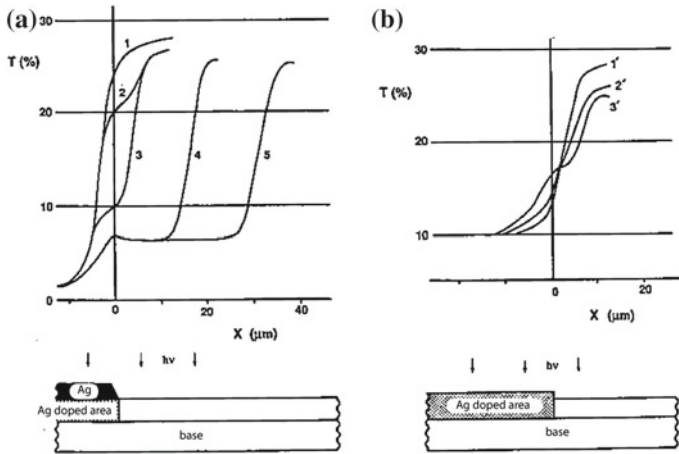 (a)
30
T (%)
20
10
0
1
2
3
4
5
0
20
40
X (μm)
hν
Ag
Ag doped area
base
(b)
30
T (%)
20
10
1'
2'
3'
0
20
X (μm)
hν
Ag doped area
base